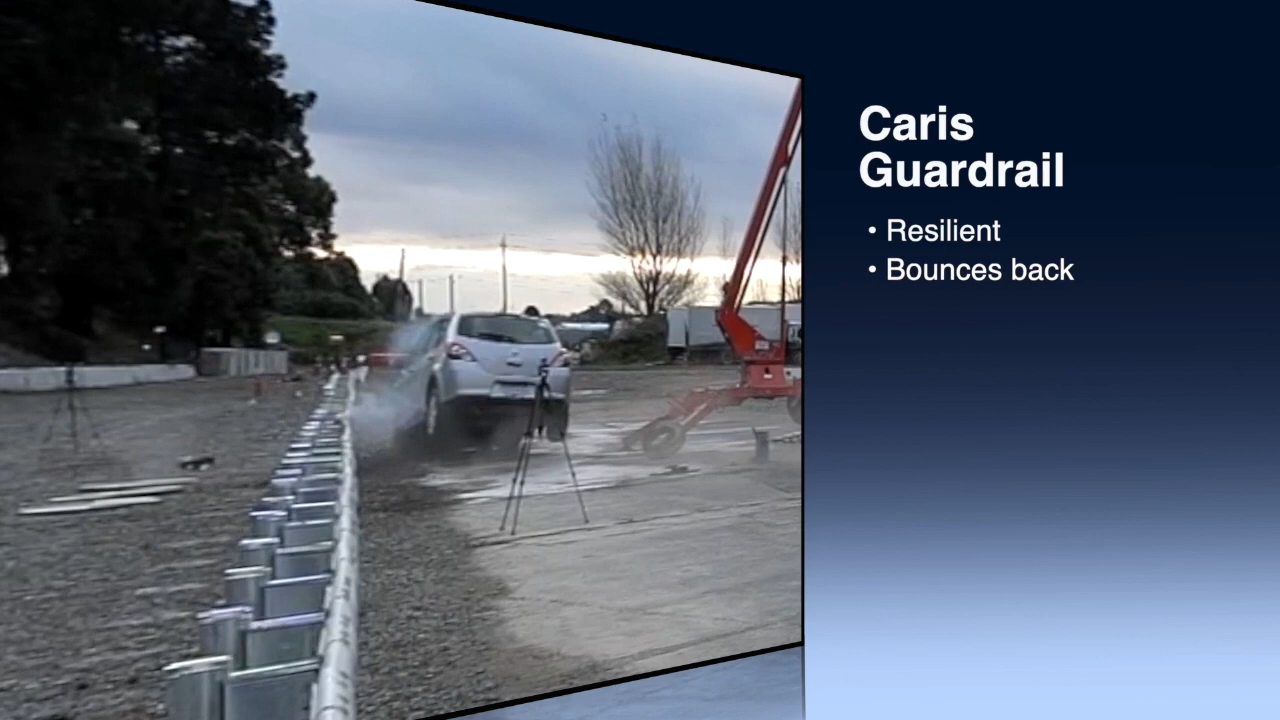 Caris
Guardrail
• Resilient
• Bounces back